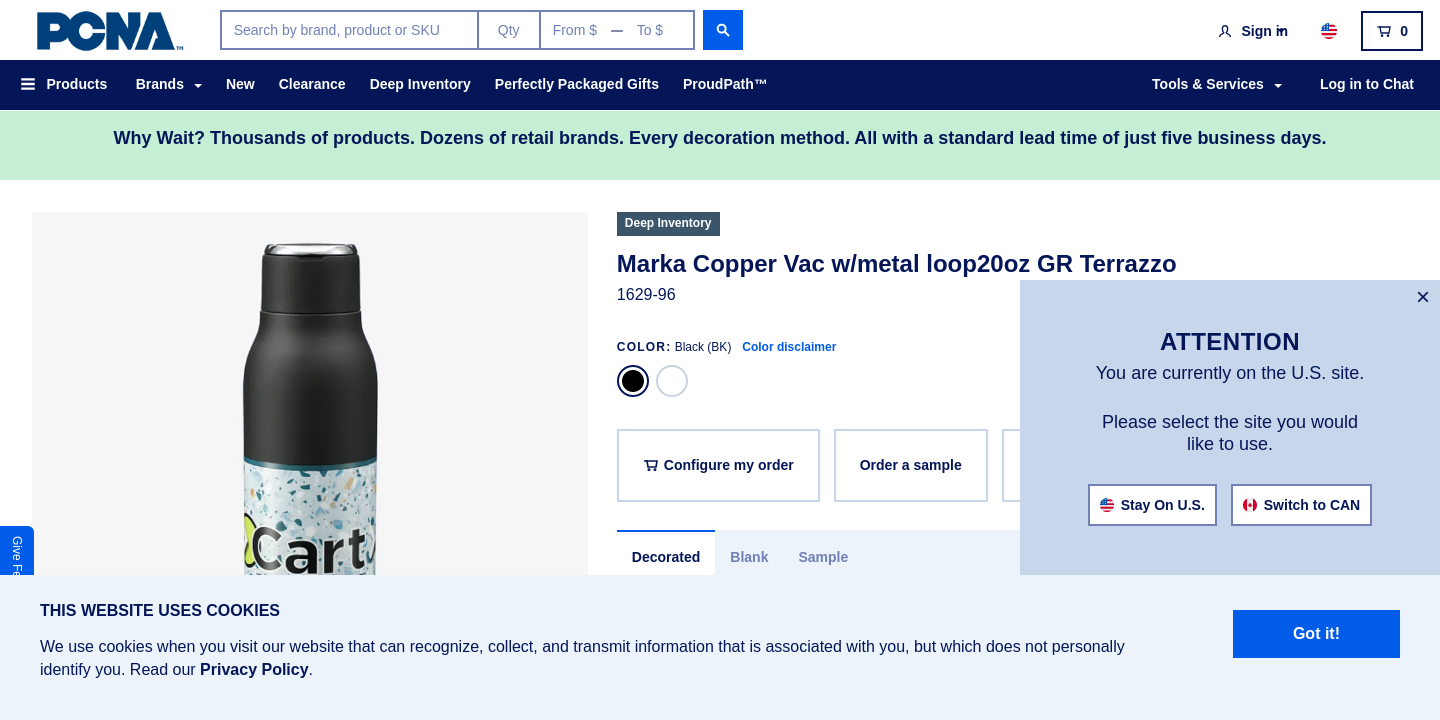 PCNA™
Search by brand, product or SKU
Qty
From $ — To $
Sign in
0
Products
Brands
New
Clearance
Deep Inventory
Perfectly Packaged Gifts
ProudPath™
Tools & Services
Log in to Chat
Why Wait? Thousands of products. Dozens of retail brands. Every decoration method. All with a standard lead time of just five business days.
Deep Inventory
Marka Copper Vac w/metal loop20oz GR Terrazzo
1629-96
COLOR: Black (BK) Color disclaimer
Configure my order
Order a sample
Decorated
Blank
Sample
Cart
Give Fe
×
ATTENTION
You are currently on the U.S. site.
Please select the site you would
like to use.
Stay On U.S.
Switch to CAN
THIS WEBSITE USES COOKIES
We use cookies when you visit our website that can recognize, collect, and transmit information that is associated with you, but which does not personally
identify you. Read our Privacy Policy.
Got it!